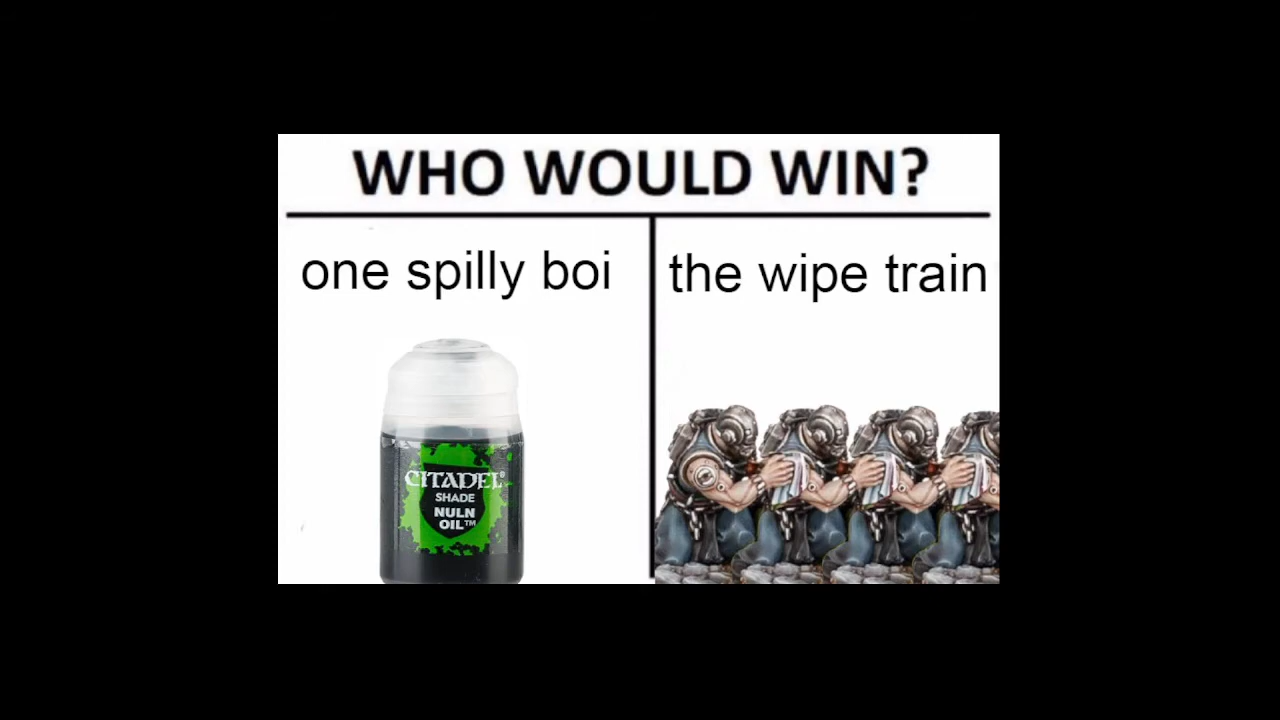 WHO WOULD WIN?
one spilly boi
the wipe train
CITADEL®
SHADE
NULN
OIL™